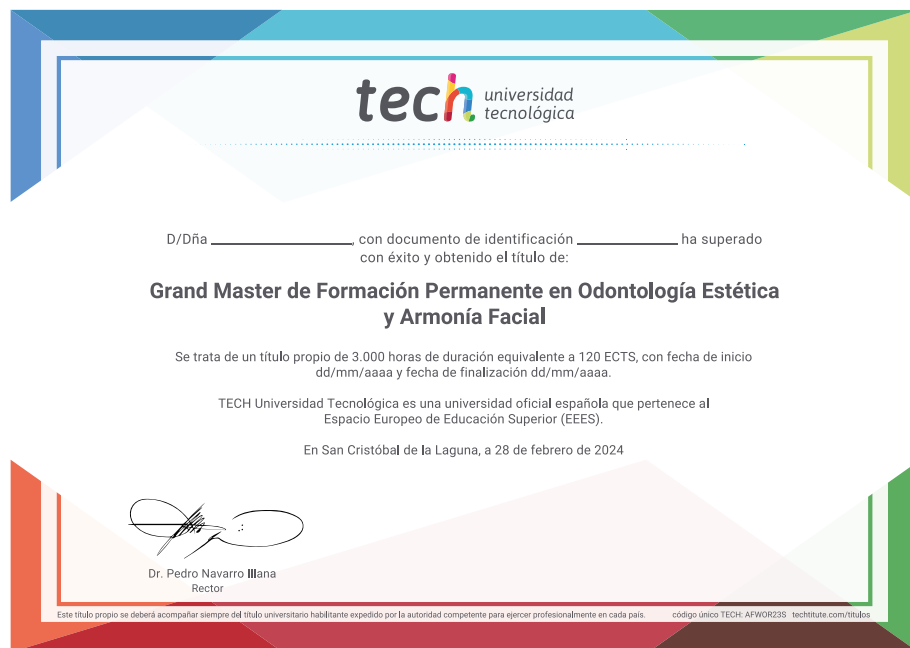 tech universidad
tecnológica
D/Dña ____________________, con documento de identificación ______________ ha superado
con éxito y obtenido el título de:
Grand Master de Formación Permanente en Odontología Estética
y Armonía Facial
Se trata de un título propio de 3.000 horas de duración equivalente a 120 ECTS, con fecha de inicio
dd/mm/aaaa y fecha de finalización dd/mm/aaaa.
TECH Universidad Tecnológica es una universidad oficial española que pertenece al
Espacio Europeo de Educación Superior (EEES).
En San Cristóbal de la Laguna, a 28 de febrero de 2024
Dr. Pedro Navarro Illana
Rector
Este título propio se deberá acompañar siempre del título universitario habilitante expedido por la autoridad competente para ejercer profesionalmente en cada país. código único TECH: AFWOR23S techtitute.com/titulos